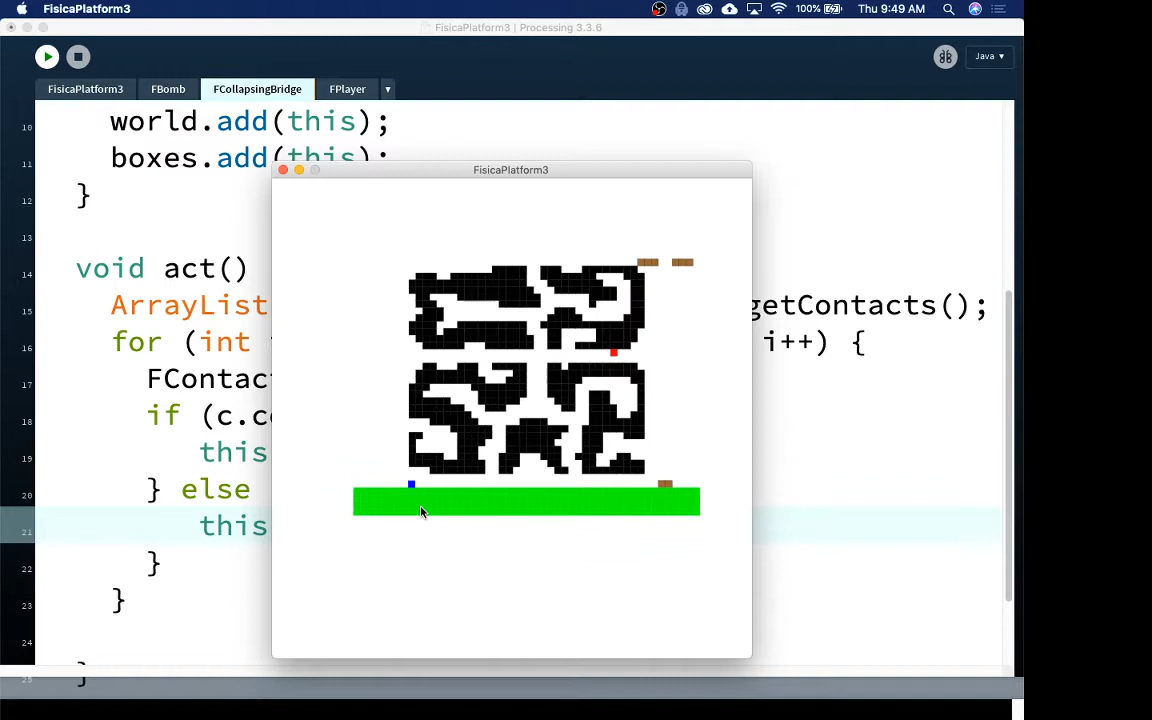 FisicaPlatform3
100%
Thu 9:49 AM
FisicaPlatform3 | Processing 3.3.6
Java ▾
FisicaPlatform3
FBomb
FCollapsingBridge
FPlayer
▾
10 world.add(this);
11 boxes.add(this);
FisicaPlatform3
12 }
13
14 void act()
15 ArrayList getContacts();
16 for (int i++) {
17 FContac
18 if (c.c
19 this
20 } else
21 this
22 }
23 }
24
25 }